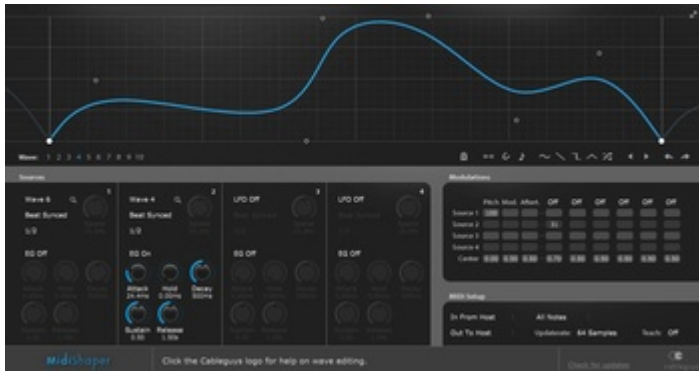 Wave: 1 2 3 4 5 6 7 8 9 10
Sources
1
Wave 6
Beat Synced
EG Off
2
Wave 4
Beat Synced
EG On
Attack Hold Decay
24.4ms 0.00ms 500ms
Sustain Release
0.50 1.00s
3
LFO Off
EG Off
4
LFO Off
EG Off
Modulations
Pitch Mod. Aftert. Off Off Off Off Off Off Off
Source 1 100
Source 2 31
Source 3
Source 4
Center
MIDI Setup
In From Host All Notes
Out To Host Updaterate: 64 Samples Teach: Off
MidiShaper
Click the Cableguys logo for help on wave editing.
Check for updates
cableguys